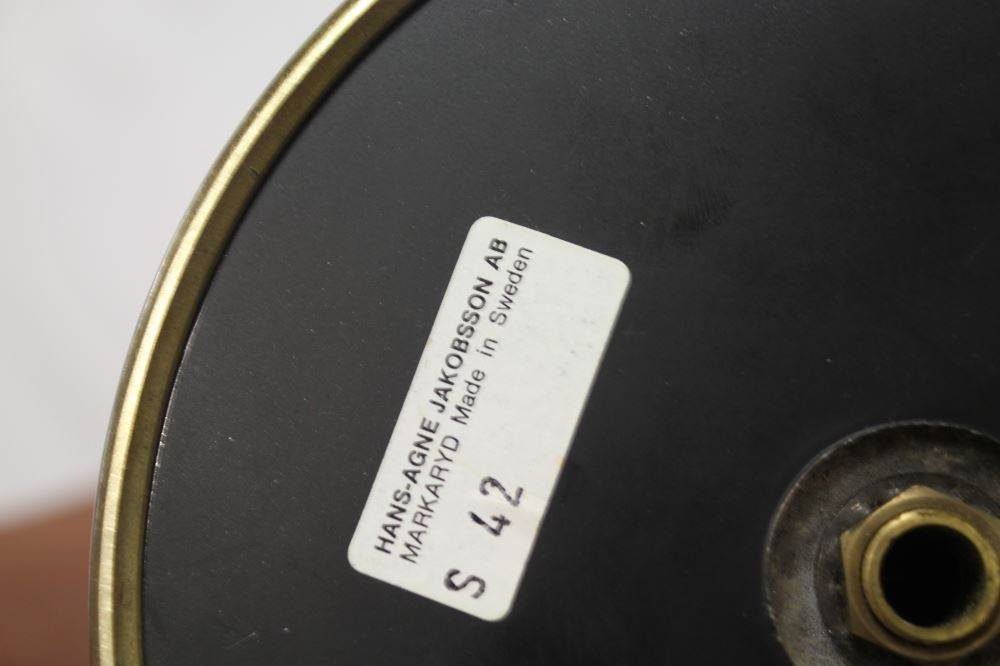 HANS-AGNE JAKOBSSON AB
MARKARYD Made in Sweden
S 42